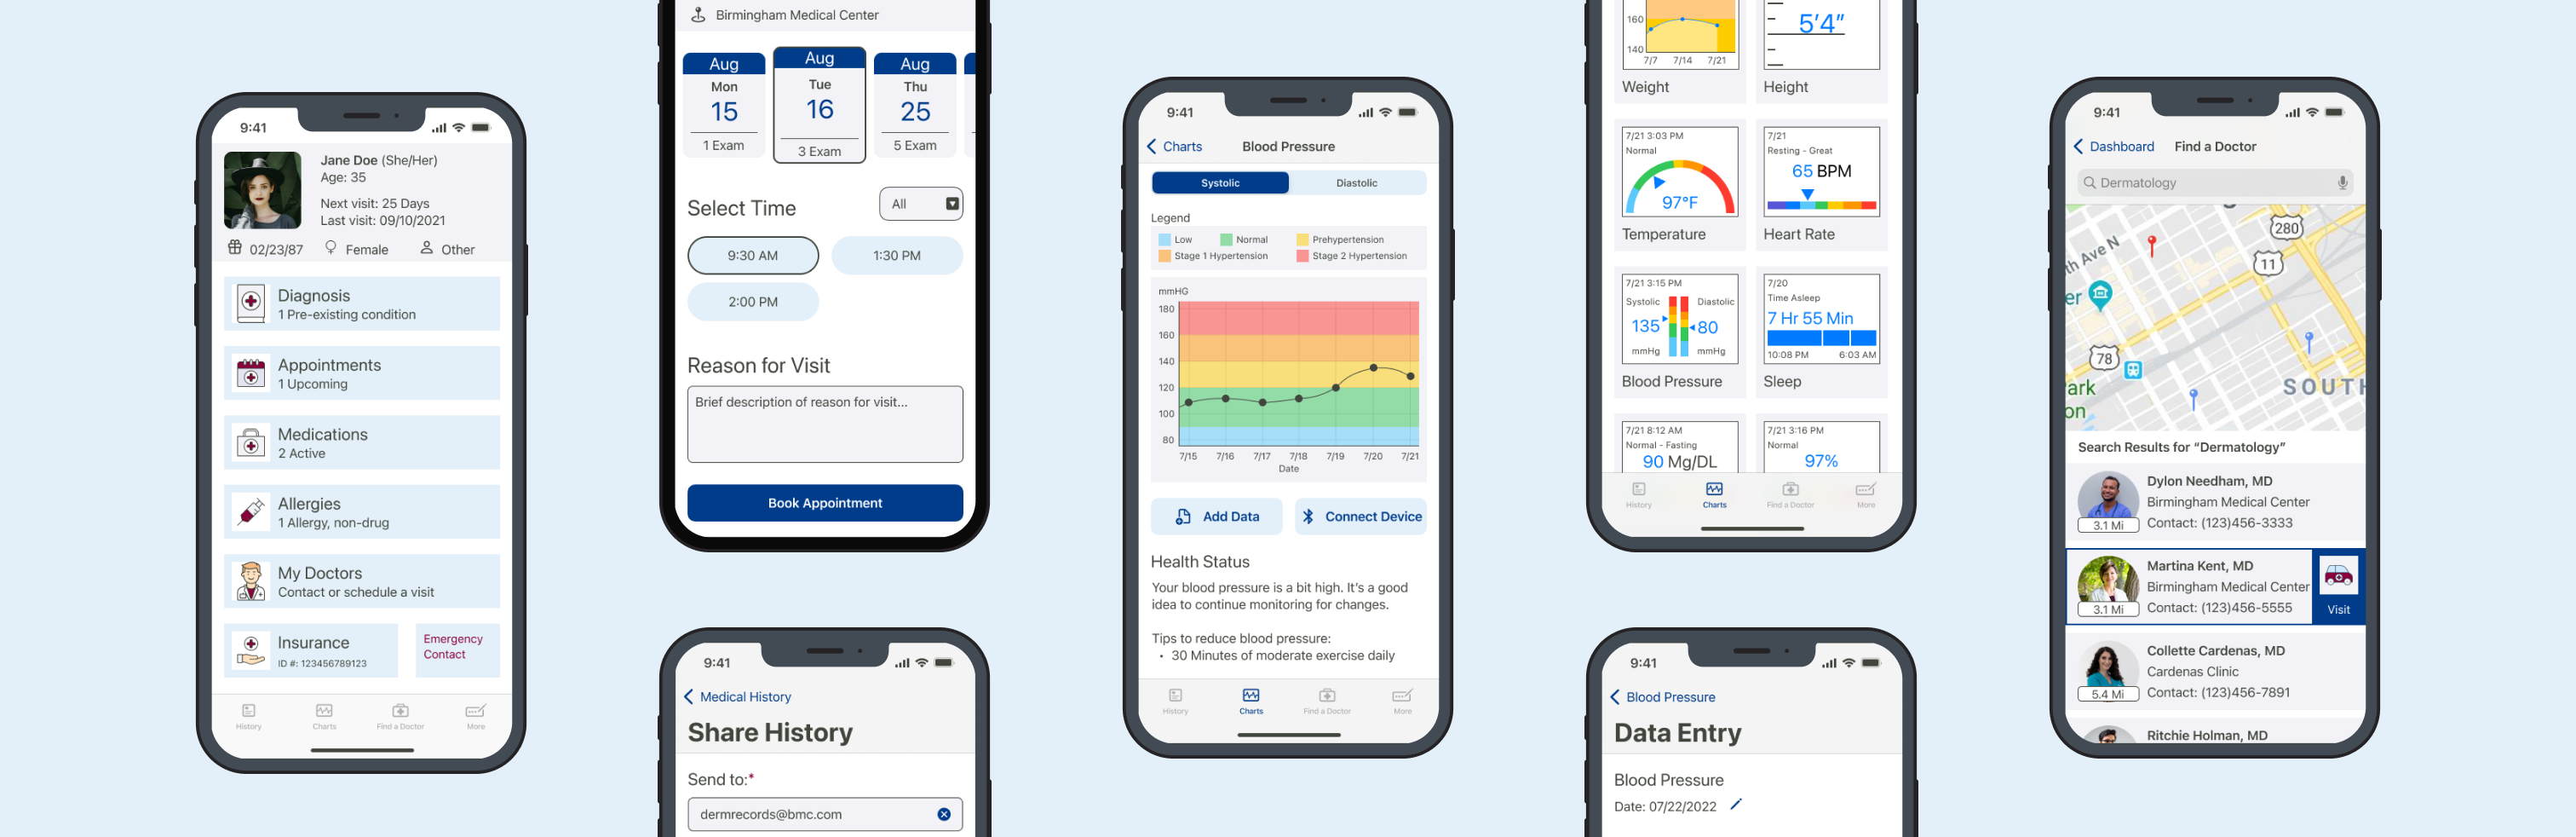 9:41
Jane Doe (She/Her)
Age: 35
Next visit: 25 Days
Last visit: 09/10/2021
02/23/87
Female
Other
Diagnosis
1 Pre-existing condition
Appointments
1 Upcoming
Medications
2 Active
Allergies
1 Allergy, non-drug
My Doctors
Contact or schedule a visit
Insurance
ID #: 123456789123
Emergency
Contact
History
Charts
Find a Doctor
More
Birmingham Medical Center
Aug
Mon
15
1 Exam
Aug
Tue
16
3 Exam
Aug
Thu
25
5 Exam
Select Time
All
9:30 AM
1:30 PM
2:00 PM
Reason for Visit
Brief description of reason for visit...
Book Appointment
9:41
Medical History
Share History
Send to:*
dermrecords@bmc.com
9:41
Charts
Blood Pressure
Systolic
Diastolic
Legend
Low
Normal
Prehypertension
Stage 1 Hypertension
Stage 2 Hypertension
mmHG
180
160
140
120
100
80
7/15 7/16 7/17 7/18 7/19 7/20 7/21
Date
Add Data
Connect Device
Health Status
Your blood pressure is a bit high. It's a good
idea to continue monitoring for changes.
Tips to reduce blood pressure:
• 30 Minutes of moderate exercise daily
History
Charts
Find a Doctor
More
160
140
7/7 7/14 7/21
Weight
5'4"
Height
7/21 3:03 PM
Normal
97°F
Temperature
7/21
Resting - Great
65 BPM
Heart Rate
7/21 3:15 PM
Systolic
Diastolic
135
80
mmHg
mmHg
Blood Pressure
7/20
Time Asleep
7 Hr 55 Min
10:08 PM
6:03 AM
Sleep
7/21 8:12 AM
Normal - Fasting
90 Mg/DL
7/21 3:16 PM
Normal
97%
History
Charts
Find a Doctor
More
9:41
Blood Pressure
Data Entry
Blood Pressure
Date: 07/22/2022
9:41
Dashboard
Find a Doctor
Dermatology
280
th Ave N
11
er
78
ark
on
SOUTH
Search Results for “Dermatology”
Dylon Needham, MD
Birmingham Medical Center
Contact: (123)456-3333
3.1 Mi
Martina Kent, MD
Birmingham Medical Center
Contact: (123)456-5555
3.1 Mi
Visit
Collette Cardenas, MD
Cardenas Clinic
Contact: (123)456-7891
5.4 Mi
Ritchie Holman, MD